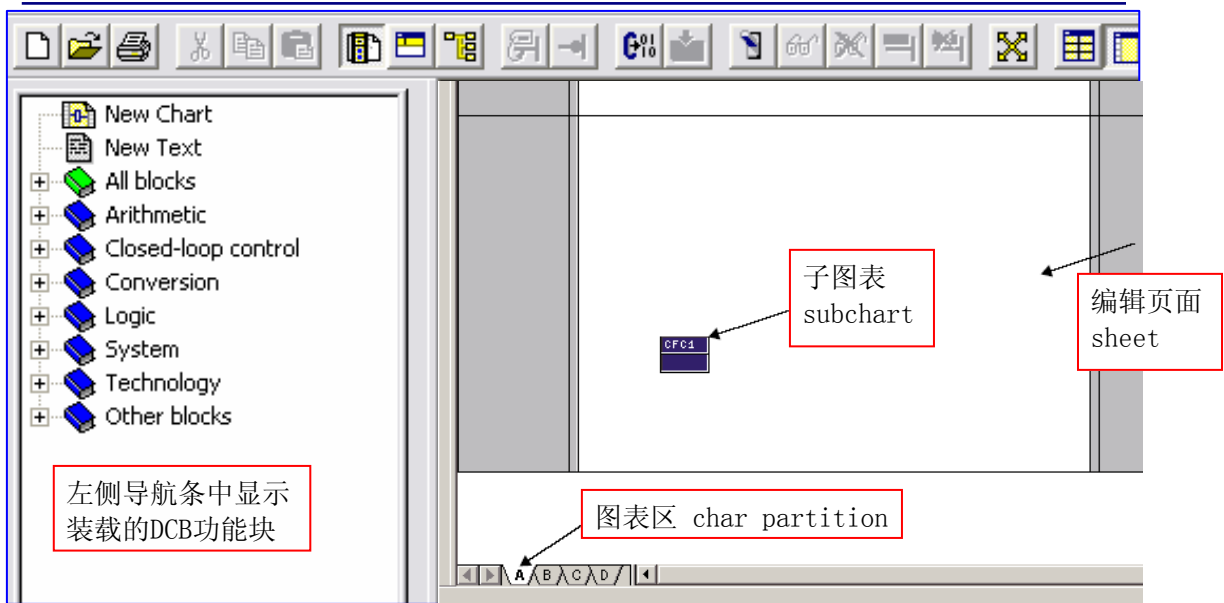 New Chart
New Text
All blocks
Arithmetic
Closed-loop control
Conversion
Logic
System
Technology
Other blocks
左侧导航条中显示
装载的DCB功能块
子图表
subchart
编辑页面
sheet
CFC1
图表区 char partition
A B C D